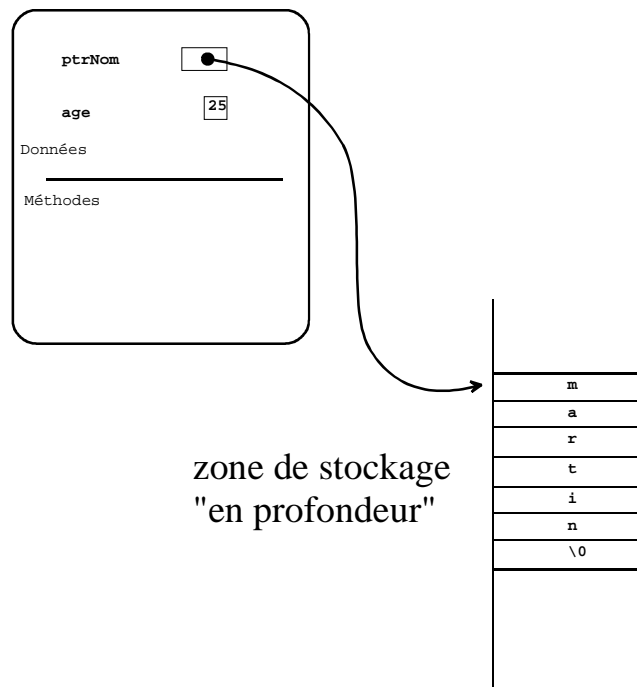 ptrNom
age 25
Données
Méthodes
m
a
r
t
i
n
\0
zone de stockage
"en profondeur"